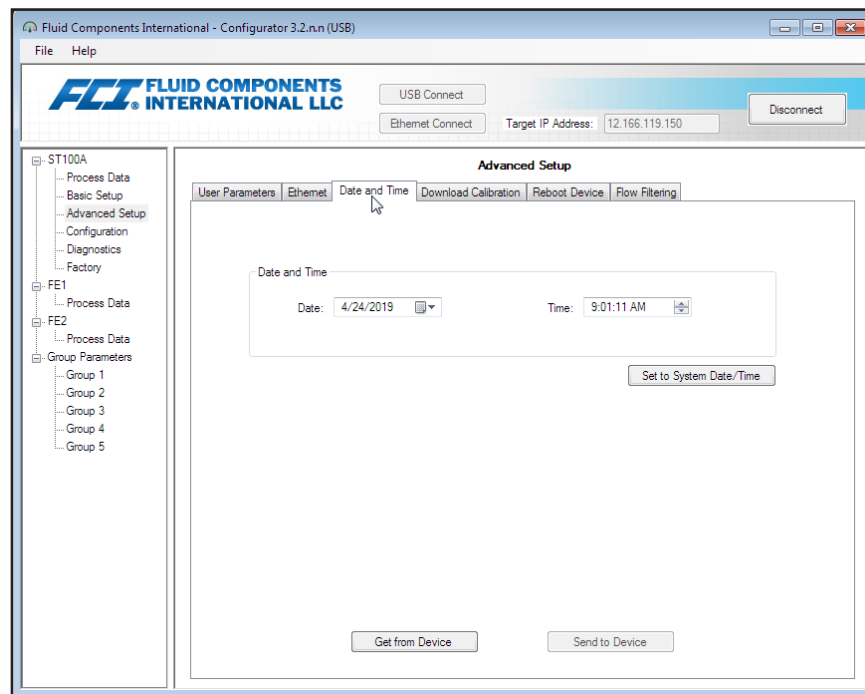 Fluid Components International - Configurator 3.2.n.n (USB)
File Help
FCI® FLUID COMPONENTS
INTERNATIONAL LLC
USB Connect
Ethernet Connect
Target IP Address: 12.166.119.150
Disconnect
ST100A
Process Data
Basic Setup
Advanced Setup
Configuration
Diagnostics
Factory
FE1
Process Data
FE2
Process Data
Group Parameters
Group 1
Group 2
Group 3
Group 4
Group 5
Advanced Setup
User Parameters Ethernet Date and Time Download Calibration Reboot Device Flow Filtering
Date and Time
Date: 4/24/2019 Time: 9:01:11 AM
Set to System Date/Time
Get from Device Send to Device